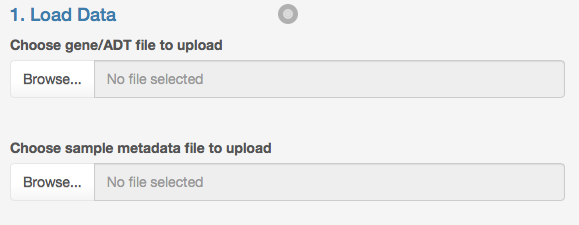 1. Load Data
Choose gene/ADT file to upload
Browse... No file selected
Choose sample metadata file to upload
Browse... No file selected